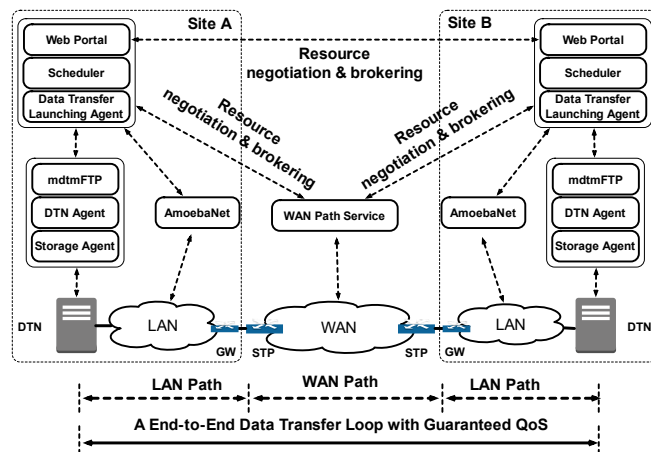 Site A
Site B
Web Portal
Scheduler
Data Transfer
Launching Agent
Resource
negotiation & brokering
Web Portal
Scheduler
Data Transfer
Launching Agent
Resource
negotiation & brokering
Resource
negotiation & brokering
mdtmFTP
DTN Agent
Storage Agent
AmoebaNet
WAN Path Service
AmoebaNet
mdtmFTP
DTN Agent
Storage Agent
DTN
LAN
GW
STP
WAN
STP
GW
LAN
DTN
LAN Path
WAN Path
LAN Path
A End-to-End Data Transfer Loop with Guaranteed QoS